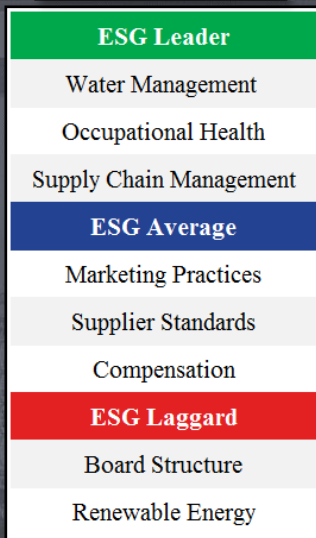 ESG Leader
Water Management
Occupational Health
Supply Chain Management
ESG Average
Marketing Practices
Supplier Standards
Compensation
ESG Laggard
Board Structure
Renewable Energy